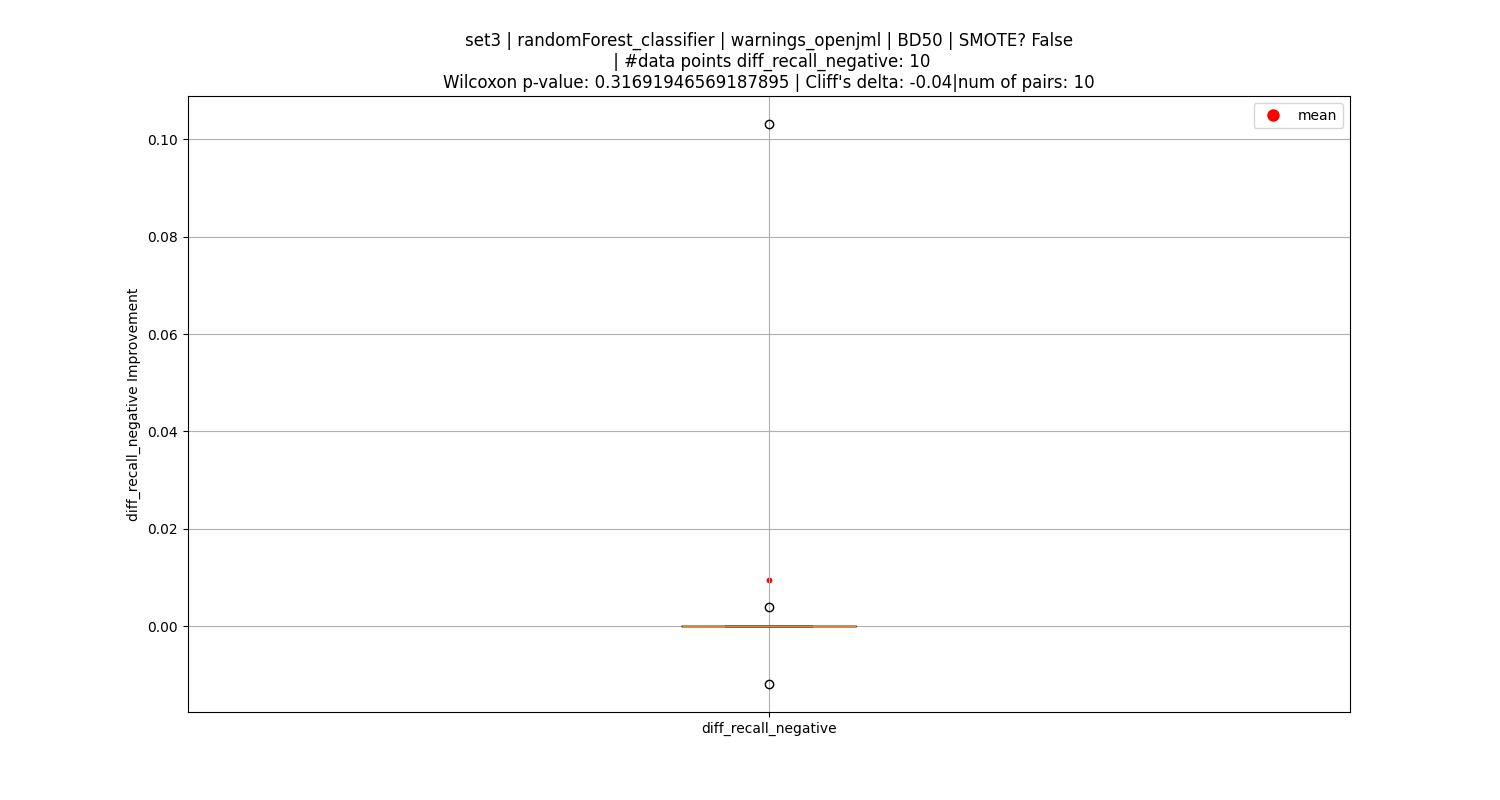 set3 | randomForest_classifier | warnings_openjml | BD50 | SMOTE? False
| #data points diff_recall_negative: 10
Wilcoxon p-value: 0.31691946569187895 | Cliff's delta: -0.04|num of pairs: 10
mean
0.10
0.08
0.06
0.04
0.02
0.00
diff_recall_negative Improvement
diff_recall_negative